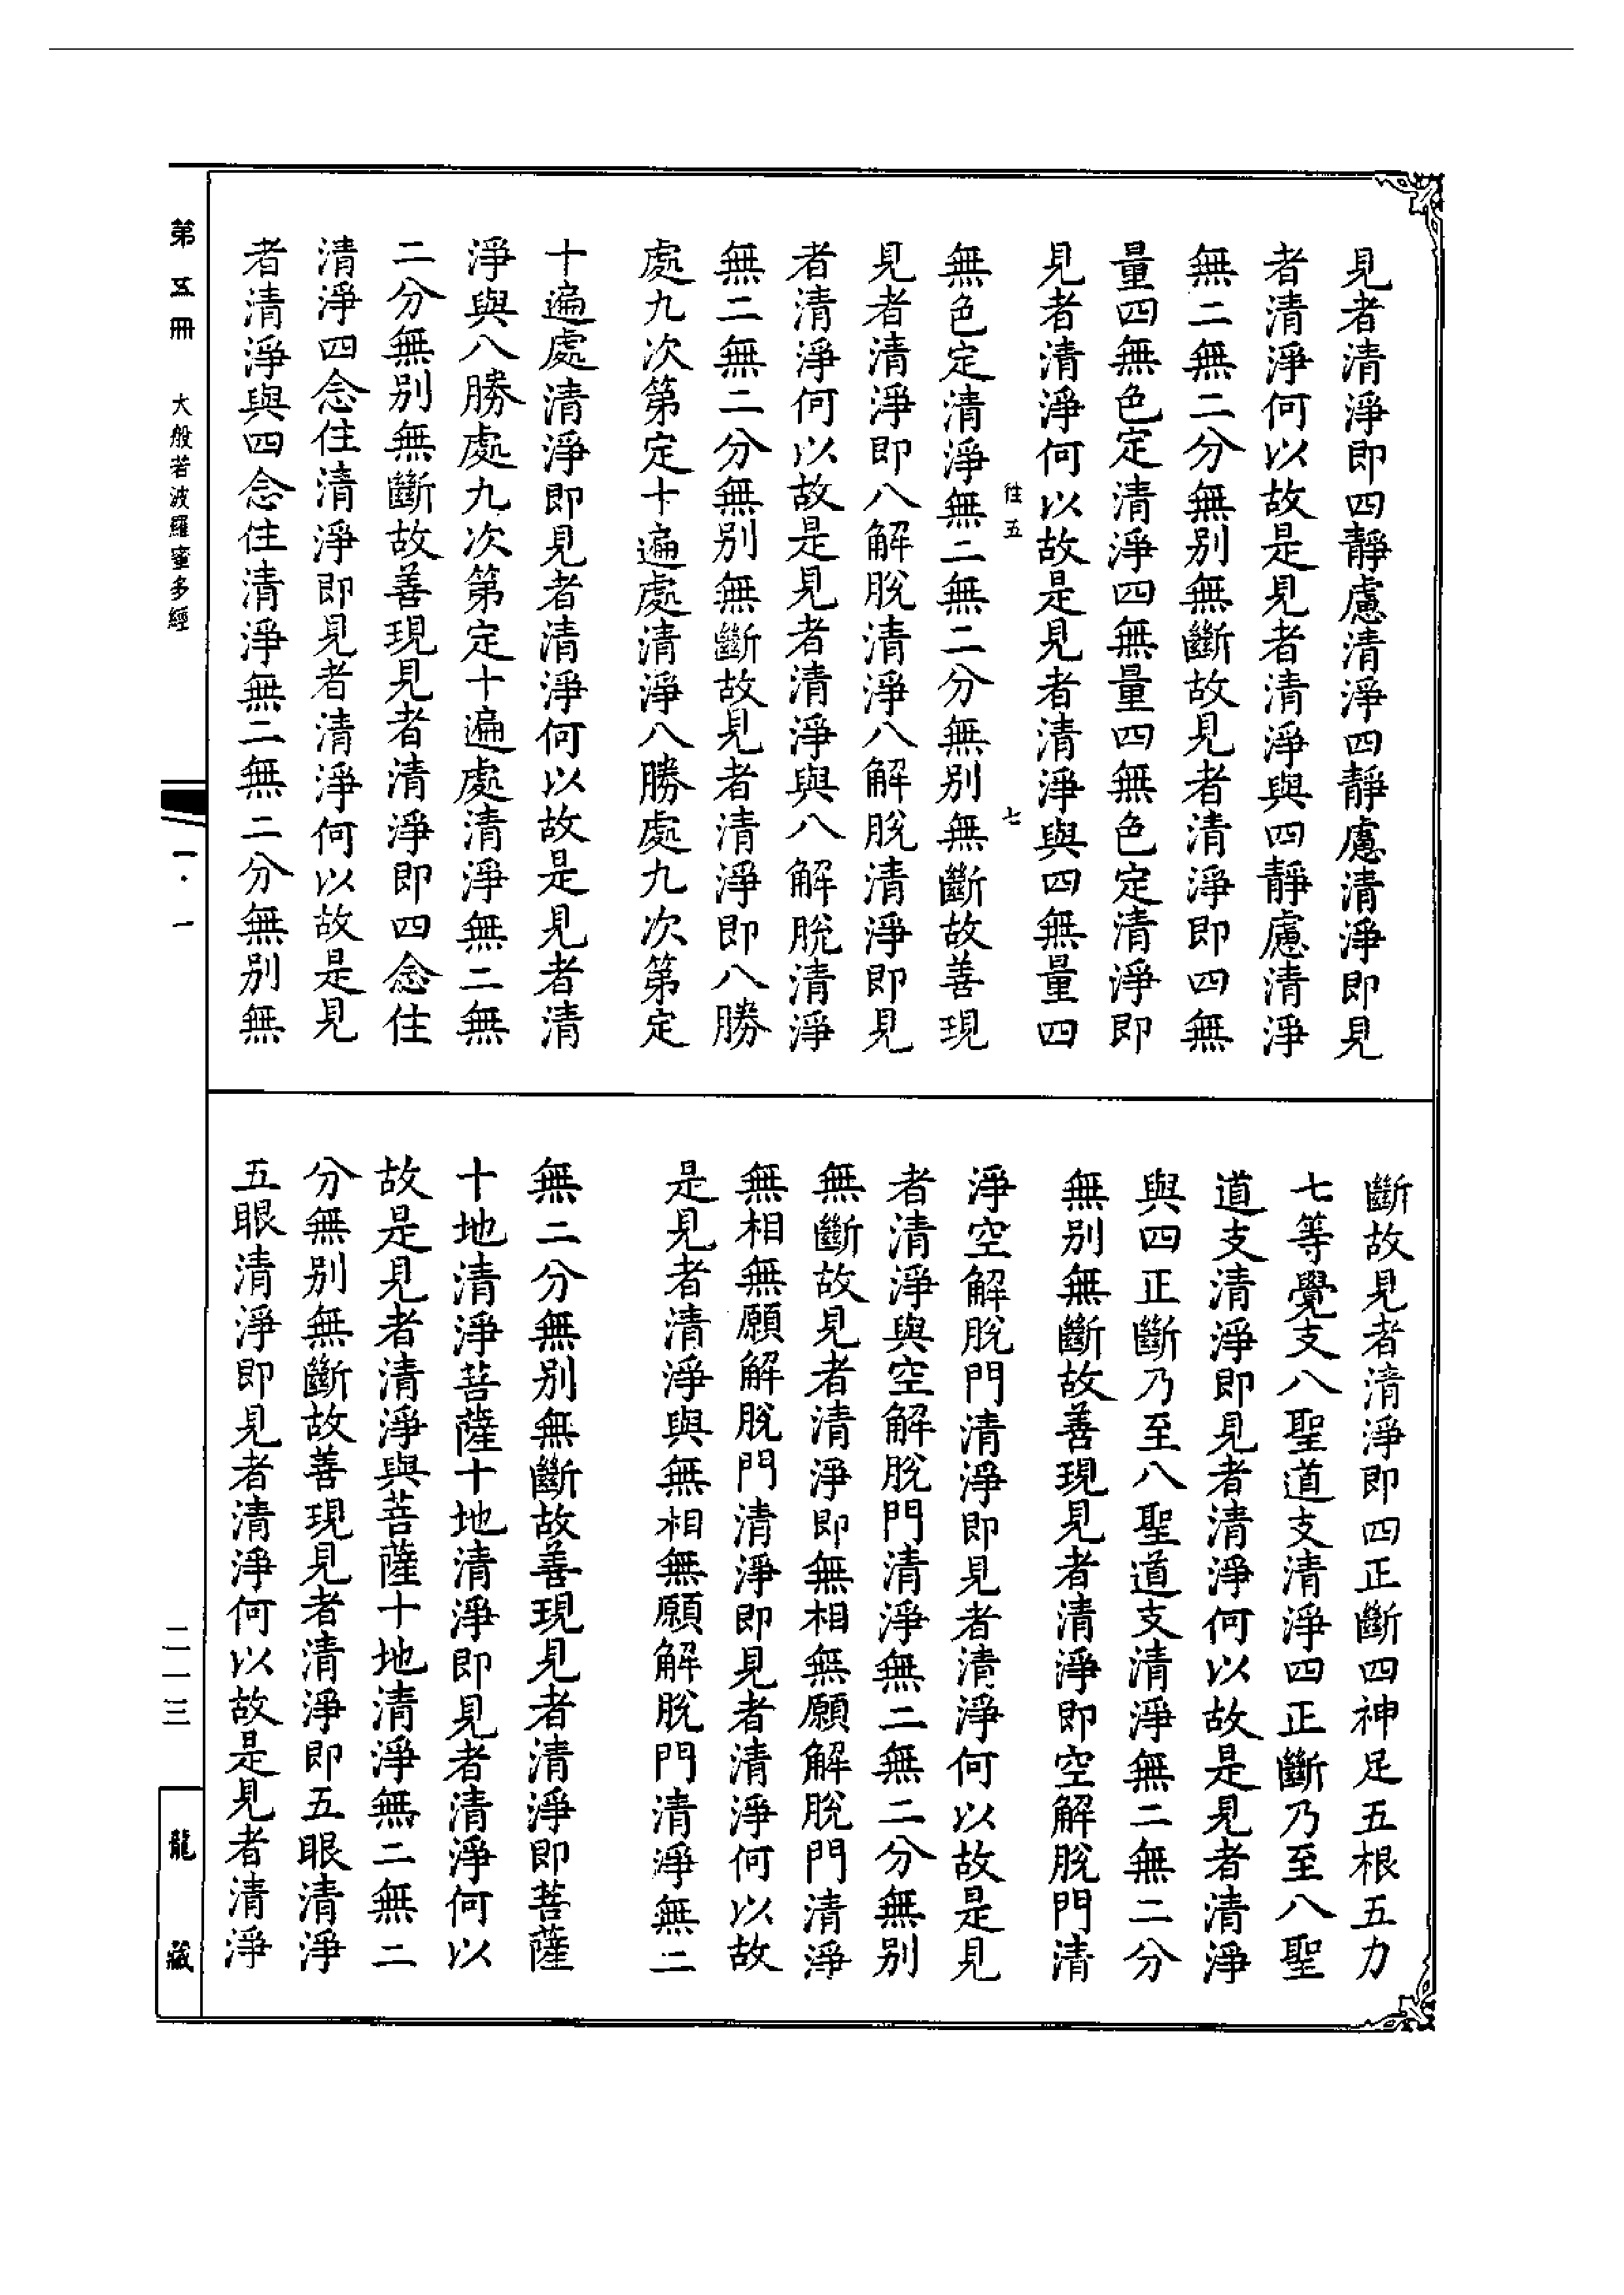 見者清淨即四靜慮清淨四靜慮清淨即見
者清淨何以故是見者清淨與四靜慮清淨
無二無二分無別無斷故見者清淨即四無
量四無色定清淨四無量四無色定清淨即
見者清淨何以故是見者清淨與四無量四
往五 七
無色定清淨無二無二分無別無斷故善現
見者清淨即八解脫清淨八解脫清淨即見
者清淨何以故是見者清淨與八解脫清淨
無二無二分無別無斷故見者清淨即八勝
處九次第定十遍處清淨八勝處九次第定
十遍處清淨即見者清淨何以故是見者清
淨與八勝處九次第定十遍處清淨無二無
二分無別無斷故善現見者清淨即四念住
清淨四念住清淨即見者清淨何以故是見
者清淨與四念住清淨無二無二分無別無
斷故見者清淨即四正斷四神足五根五力
七等覺支八聖道支清淨四正斷乃至八聖
道支清淨即見者清淨何以故是見者清淨
與四正斷乃至八聖道支清淨無二無二分
無別無斷故善現見者清淨即空解脫門清
淨空解脫門清淨即見者清淨何以故是見
者清淨與空解脫門清淨無二無二分無別
無斷故見者清淨即無相無願解脫門清淨
無相無願解脫門清淨即見者清淨何以故
是見者清淨與無相無願解脫門清淨無二
無二分無別無斷故善現見者清淨即菩薩
十地清淨菩薩十地清淨即見者清淨何以
故是見者清淨與菩薩十地清淨無二無二
分無別無斷故善現見者清淨即五眼清淨
五眼清淨即見者清淨何以故是見者清淨
第五冊 大般若波羅蜜多經 一·一 二一三 龍藏